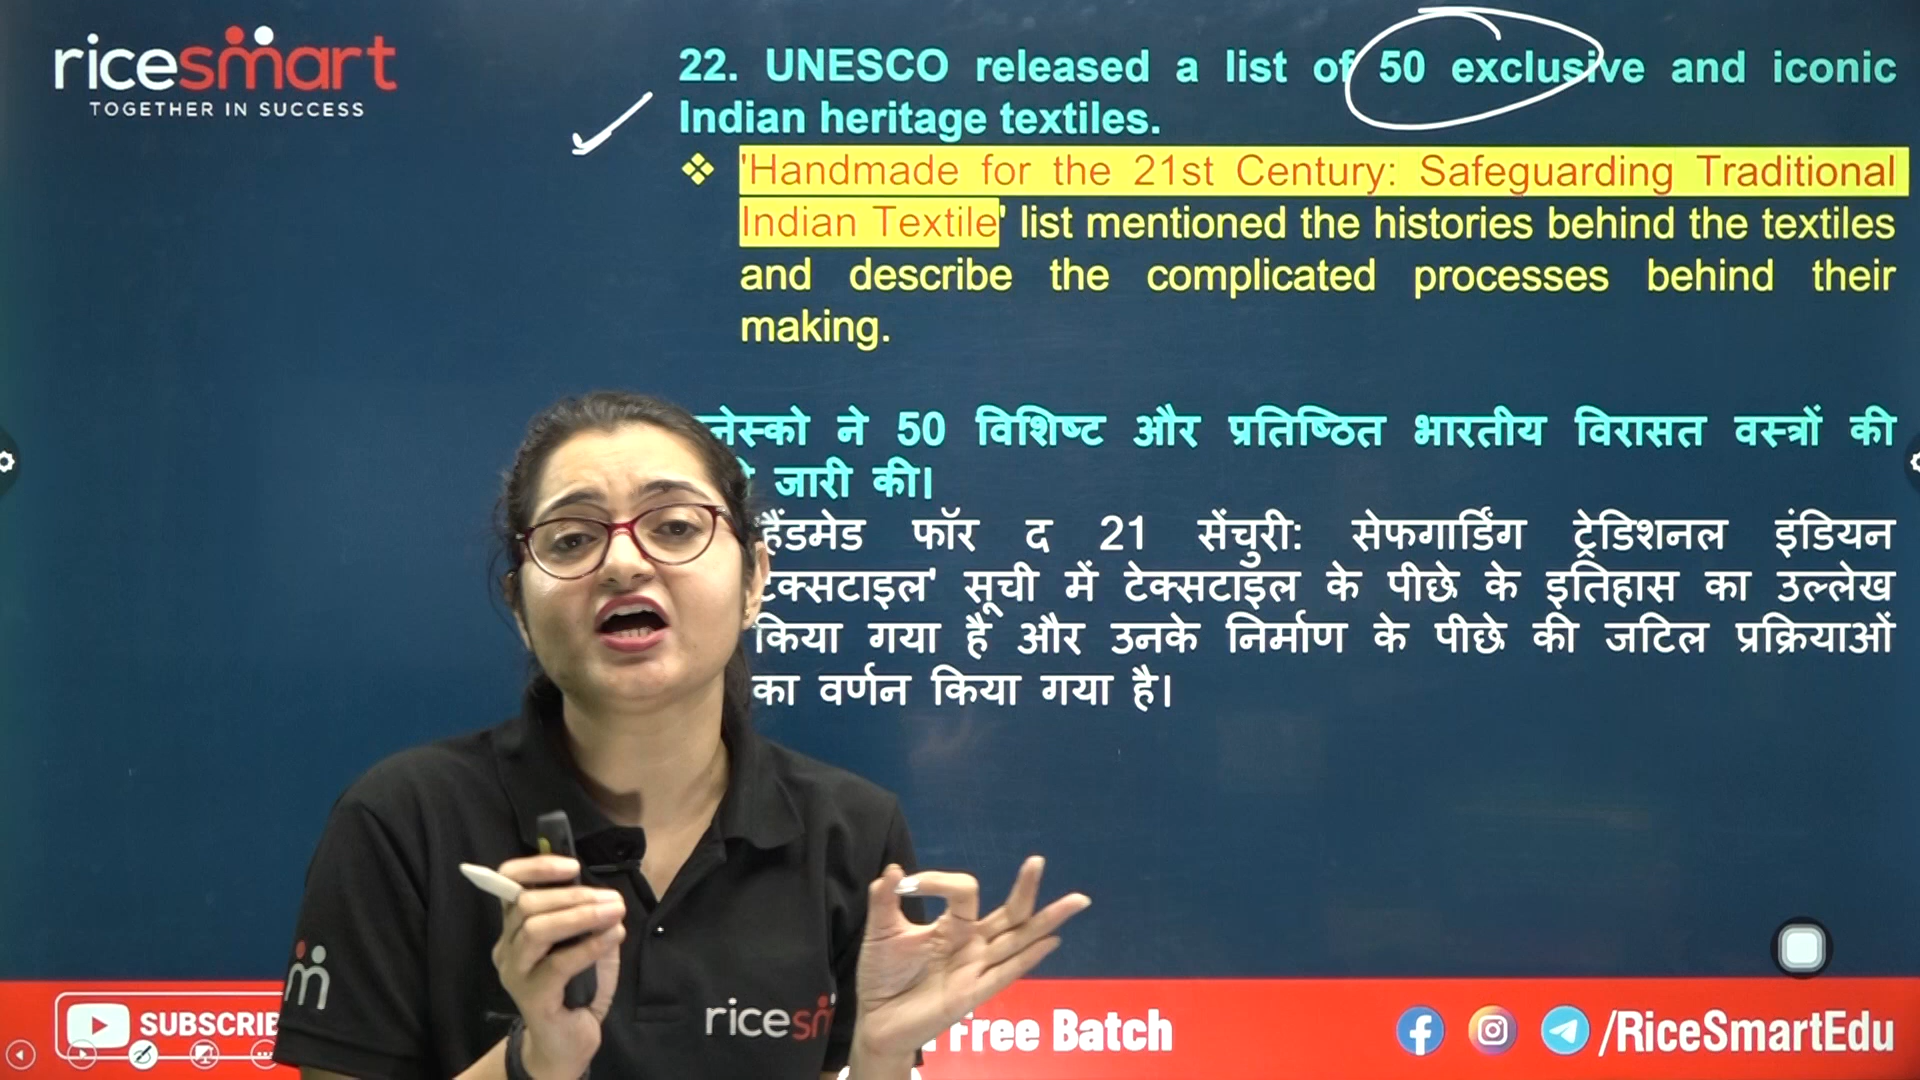 ricesmart
TOGETHER IN SUCCESS
22. UNESCO released a list of 50 exclusive and iconic
Indian heritage textiles.
'Handmade for the 21st Century: Safeguarding Traditional
Indian Textile' list mentioned the histories behind the textiles
and describe the complicated processes behind their
making.
ने 50 विशिष्ट और प्रतिष्ठित भारतीय विरासत वस्त्रों की
जारी की।
हैंडमेड फॉर द 21 सेंचुरी: सेफगार्डिंग ट्रेडिशनल इंडियन
टेक्सटाइल' सूची में टेक्सटाइल के पीछे के इतिहास का उल्लेख
किया गया है और उनके निर्माण के पीछे की जटिल प्रक्रियाओं
का वर्णन किया गया है।
rices
SUBSCRIBE
Free Batch
/RiceSmartEdu